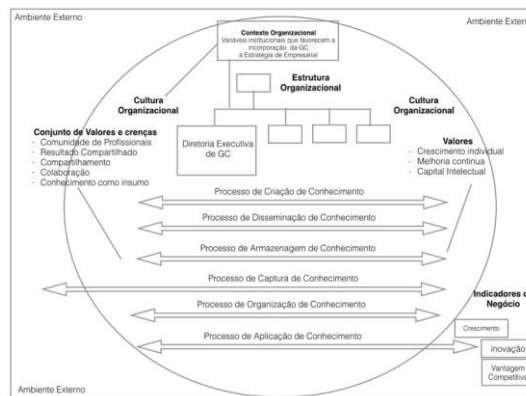 Ambiente Externo
Ambiente Externo
Contexto Organizacional
Variáveis institucionais que favorecem a
incorporação da GC
à Estratégia de Empresarial
Estrutura
Organizacional
Cultura
Organizacional
Cultura
Organizacional
Conjunto de Valores e crenças
- Comunidade de Profissionais
- Resultado Compartilhado
- Compartilhamento
- Colaboração
- Conhecimento como insumo
Diretoria Executiva
de GC
Valores
- Crescimento individual
- Melhoria continua
- Capital Intelectual
Processo de Criação de Conhecimento
Processo de Disseminação de Conhecimento
Processo de Armazenagem de Conhecimento
Processo de Captura de Conhecimento
Processo de Organização de Conhecimento
Processo de Aplicação de Conhecimento
Indicadores d
Negócio
Crescimento
inovação
Vantagem
Competitiva
Ambiente Externo
Ambiente Externo